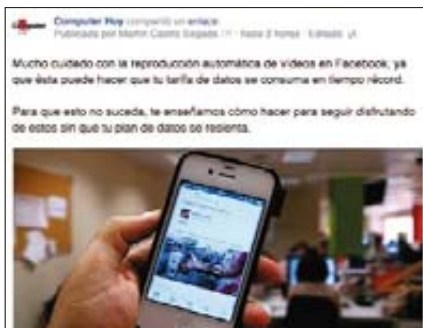 Computer Hoy compartió un enlace.
Publicada por Martín Castro Segade · hace 2 horas · Editado
Mucho cuidado con la reproducción automática de vídeos en Facebook, ya
que ésta puede hacer que tu tarifa de datos se consuma en tiempo récord.
Para que esto no suceda, te enseñamos cómo hacer para seguir disfrutando
de estos sin que tu plan de datos se resienta.